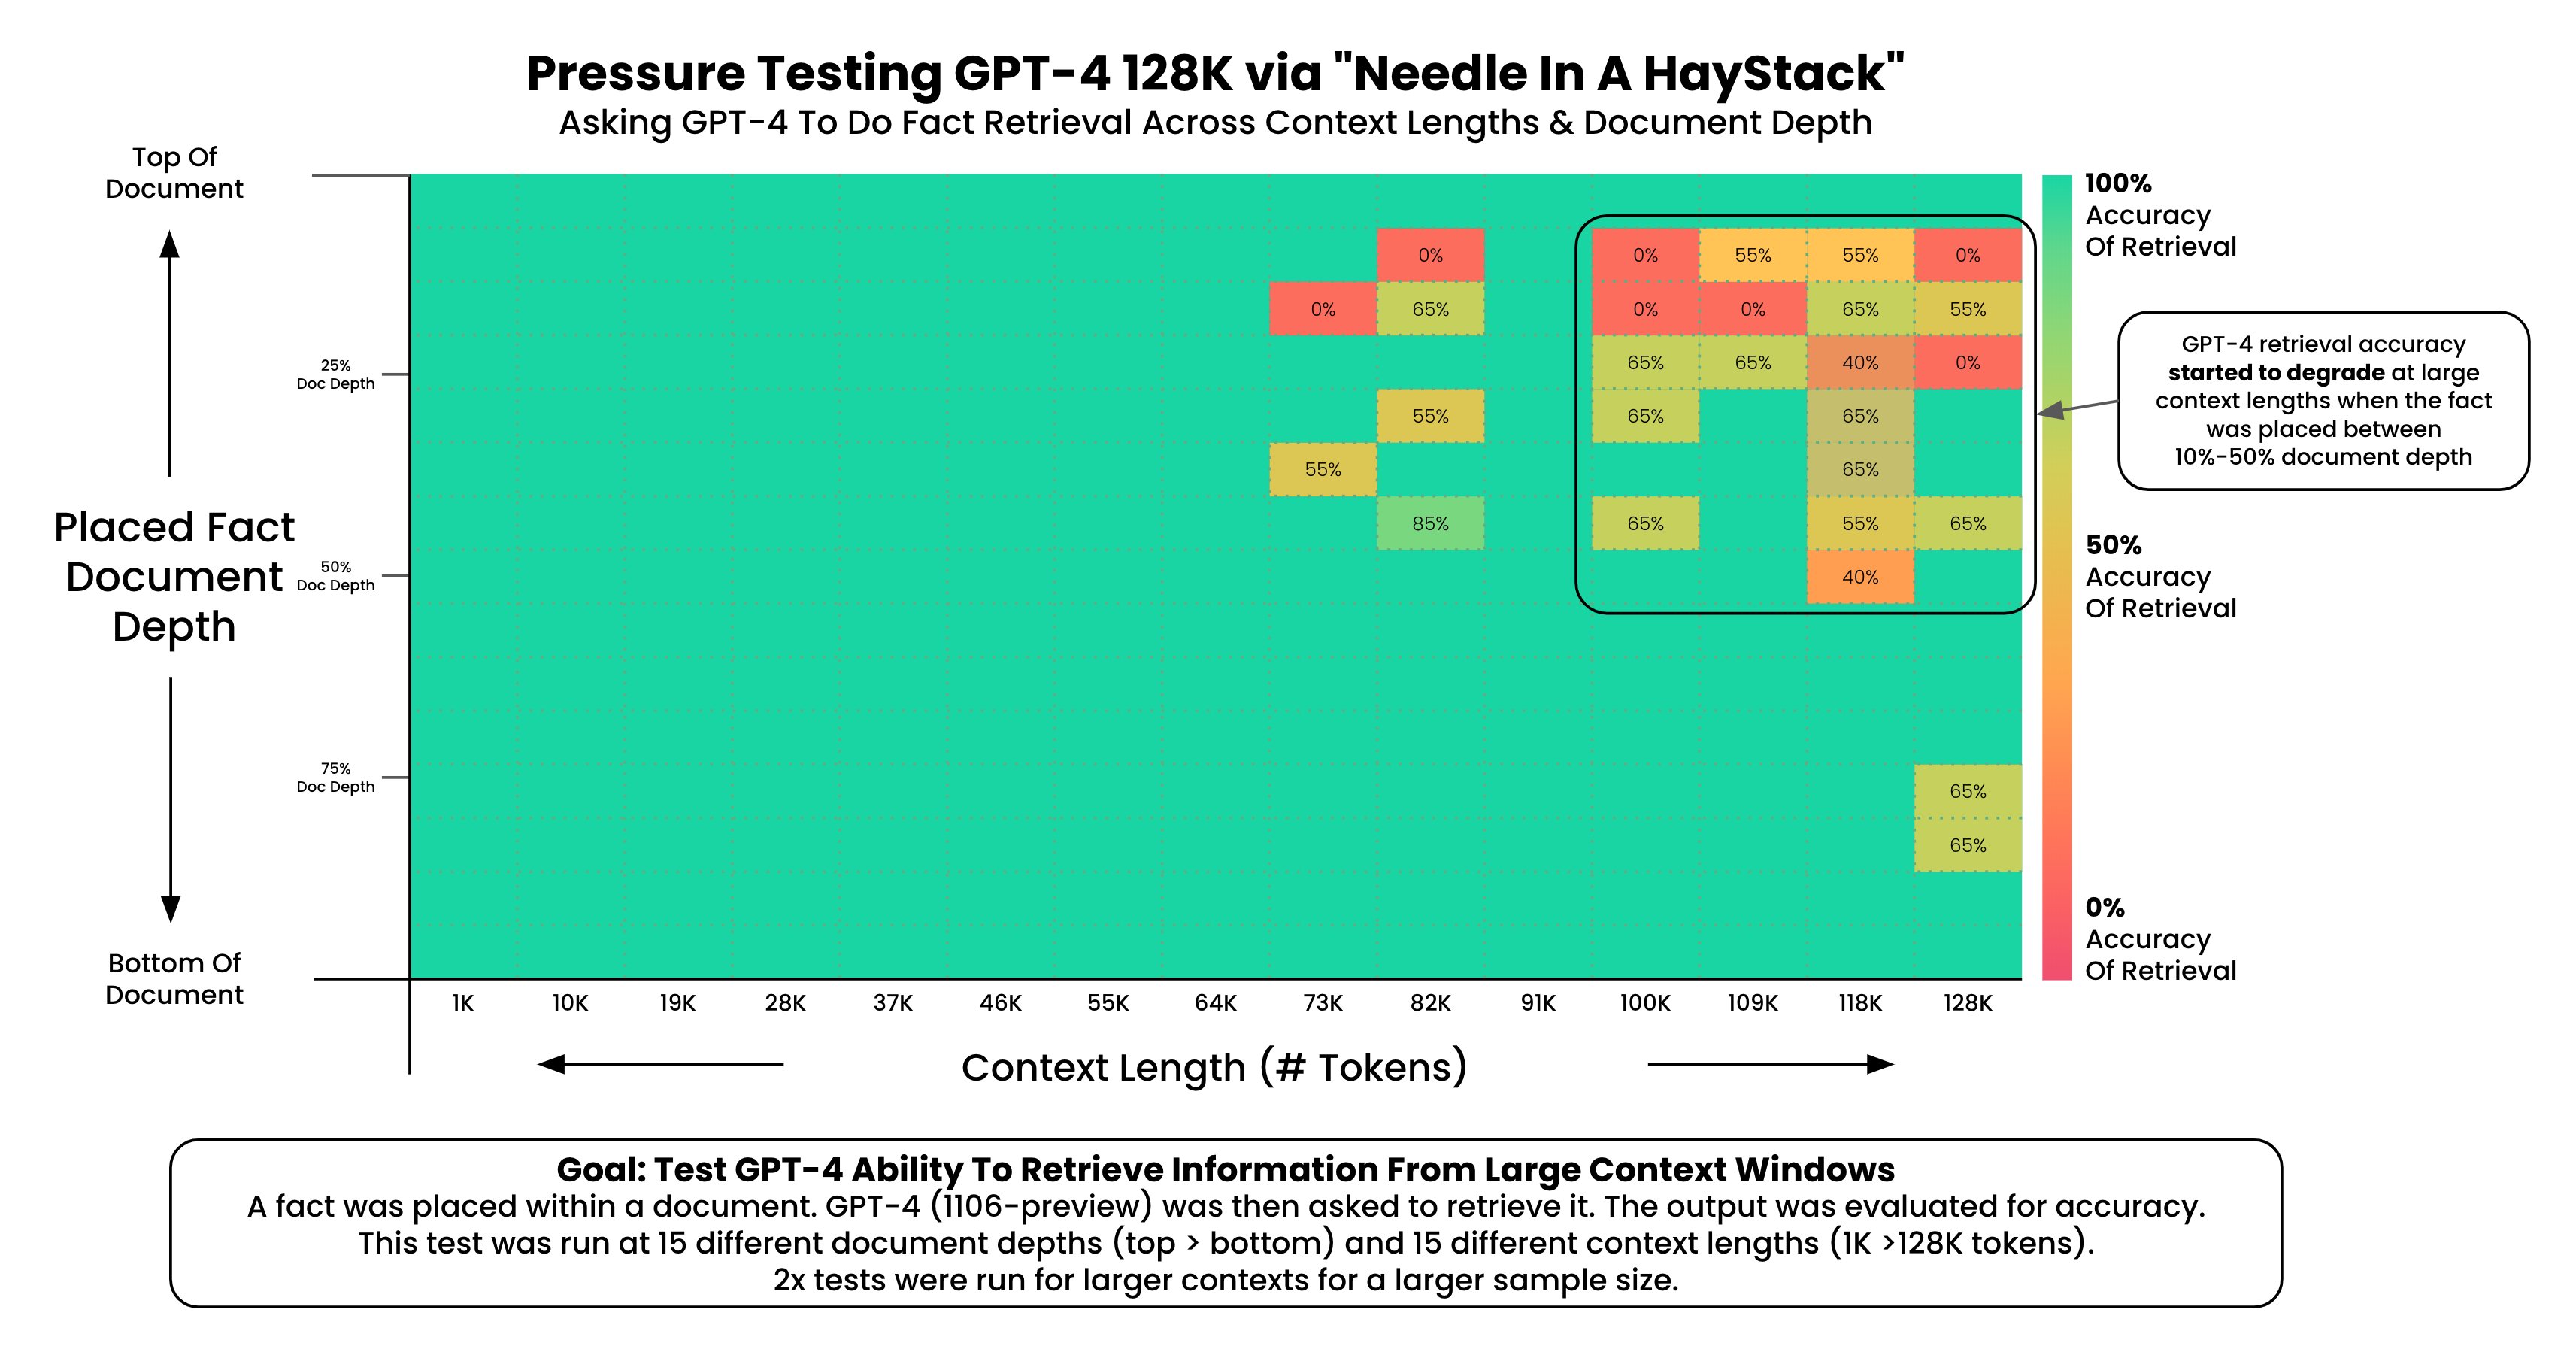 Pressure Testing GPT-4 128K via "Needle In A HayStack"
Asking GPT-4 To Do Fact Retrieval Across Context Lengths & Document Depth
Top Of
Document
25%
Doc Depth
Placed Fact
Document
Depth
50%
Doc Depth
75%
Doc Depth
Bottom Of
Document
0%
0%
55%
55%
0%
0%
65%
0%
0%
65%
55%
65%
65%
40%
0%
55%
65%
65%
55%
65%
85%
65%
55%
65%
40%
65%
65%
100%
Accuracy
Of Retrieval
50%
Accuracy
Of Retrieval
0%
Accuracy
Of Retrieval
GPT-4 retrieval accuracy
started to degrade at large
context lengths when the fact
was placed between
10%-50% document depth
1K 10K 19K 28K 37K 46K 55K 64K 73K 82K 91K 100K 109K 118K 128K
Context Length (# Tokens)
Goal: Test GPT-4 Ability To Retrieve Information From Large Context Windows
A fact was placed within a document. GPT-4 (1106-preview) was then asked to retrieve it. The output was evaluated for accuracy.
This test was run at 15 different document depths (top > bottom) and 15 different context lengths (1K >128K tokens).
2x tests were run for larger contexts for a larger sample size.